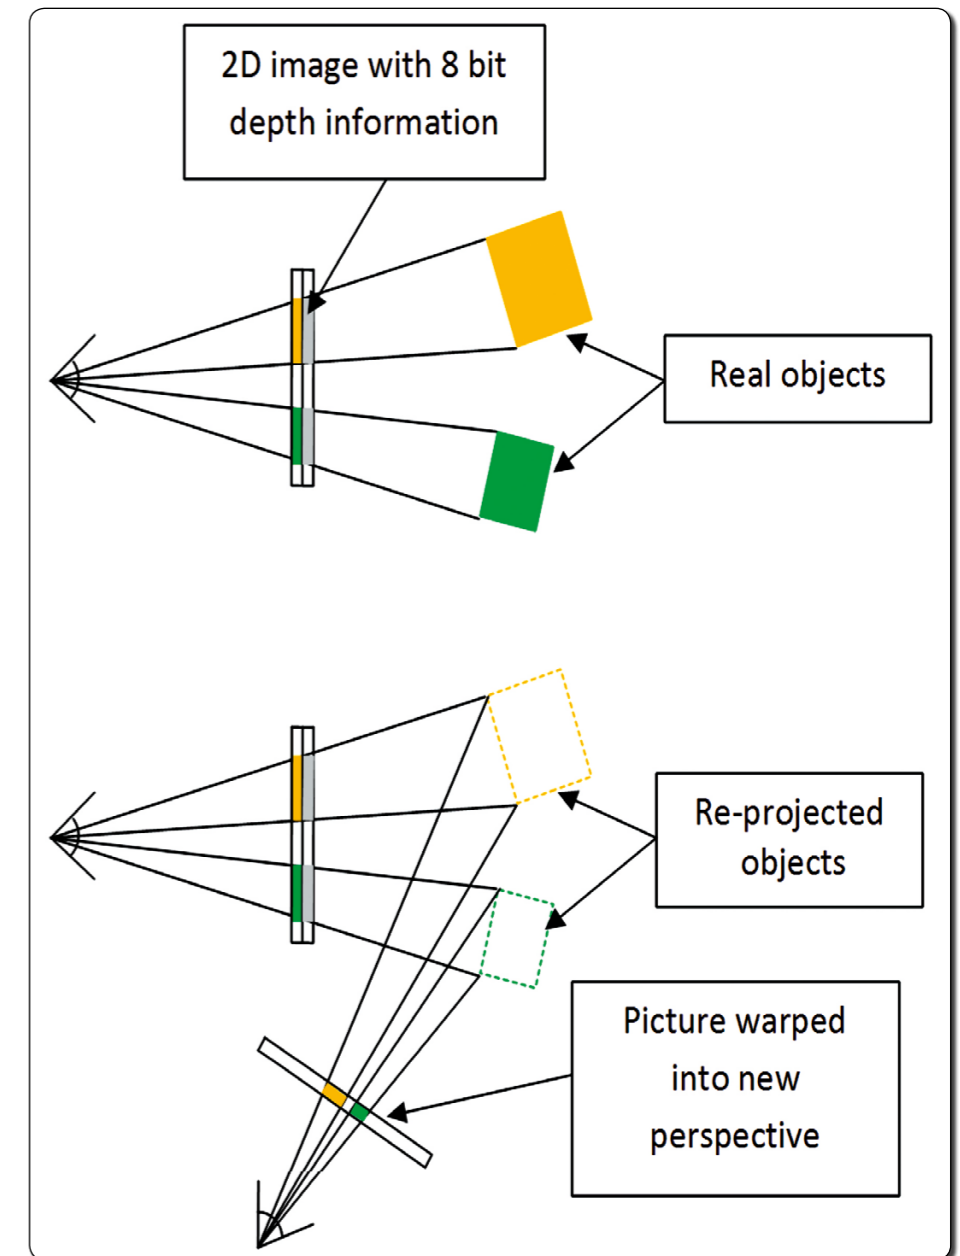 2D image with 8 bit
depth information
Real objects
Re-projected
objects
Picture warped
into new
perspective